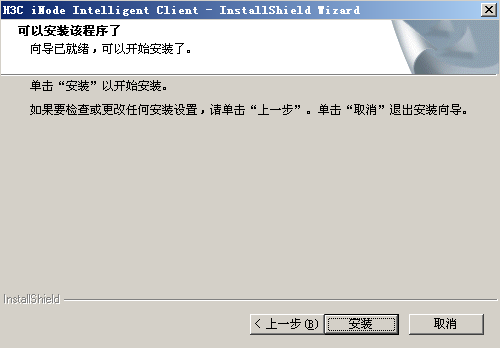 H3C iNode Intelligent Client - InstallShield Wizard
可以安装该程序了
向导已就绪，可以开始安装了。
单击“安装”以开始安装。
如果要检查或更改任何安装设置，请单击“上一步”。单击“取消”退出安装向导。
InstallShield
< 上一步(B)
安装
取消